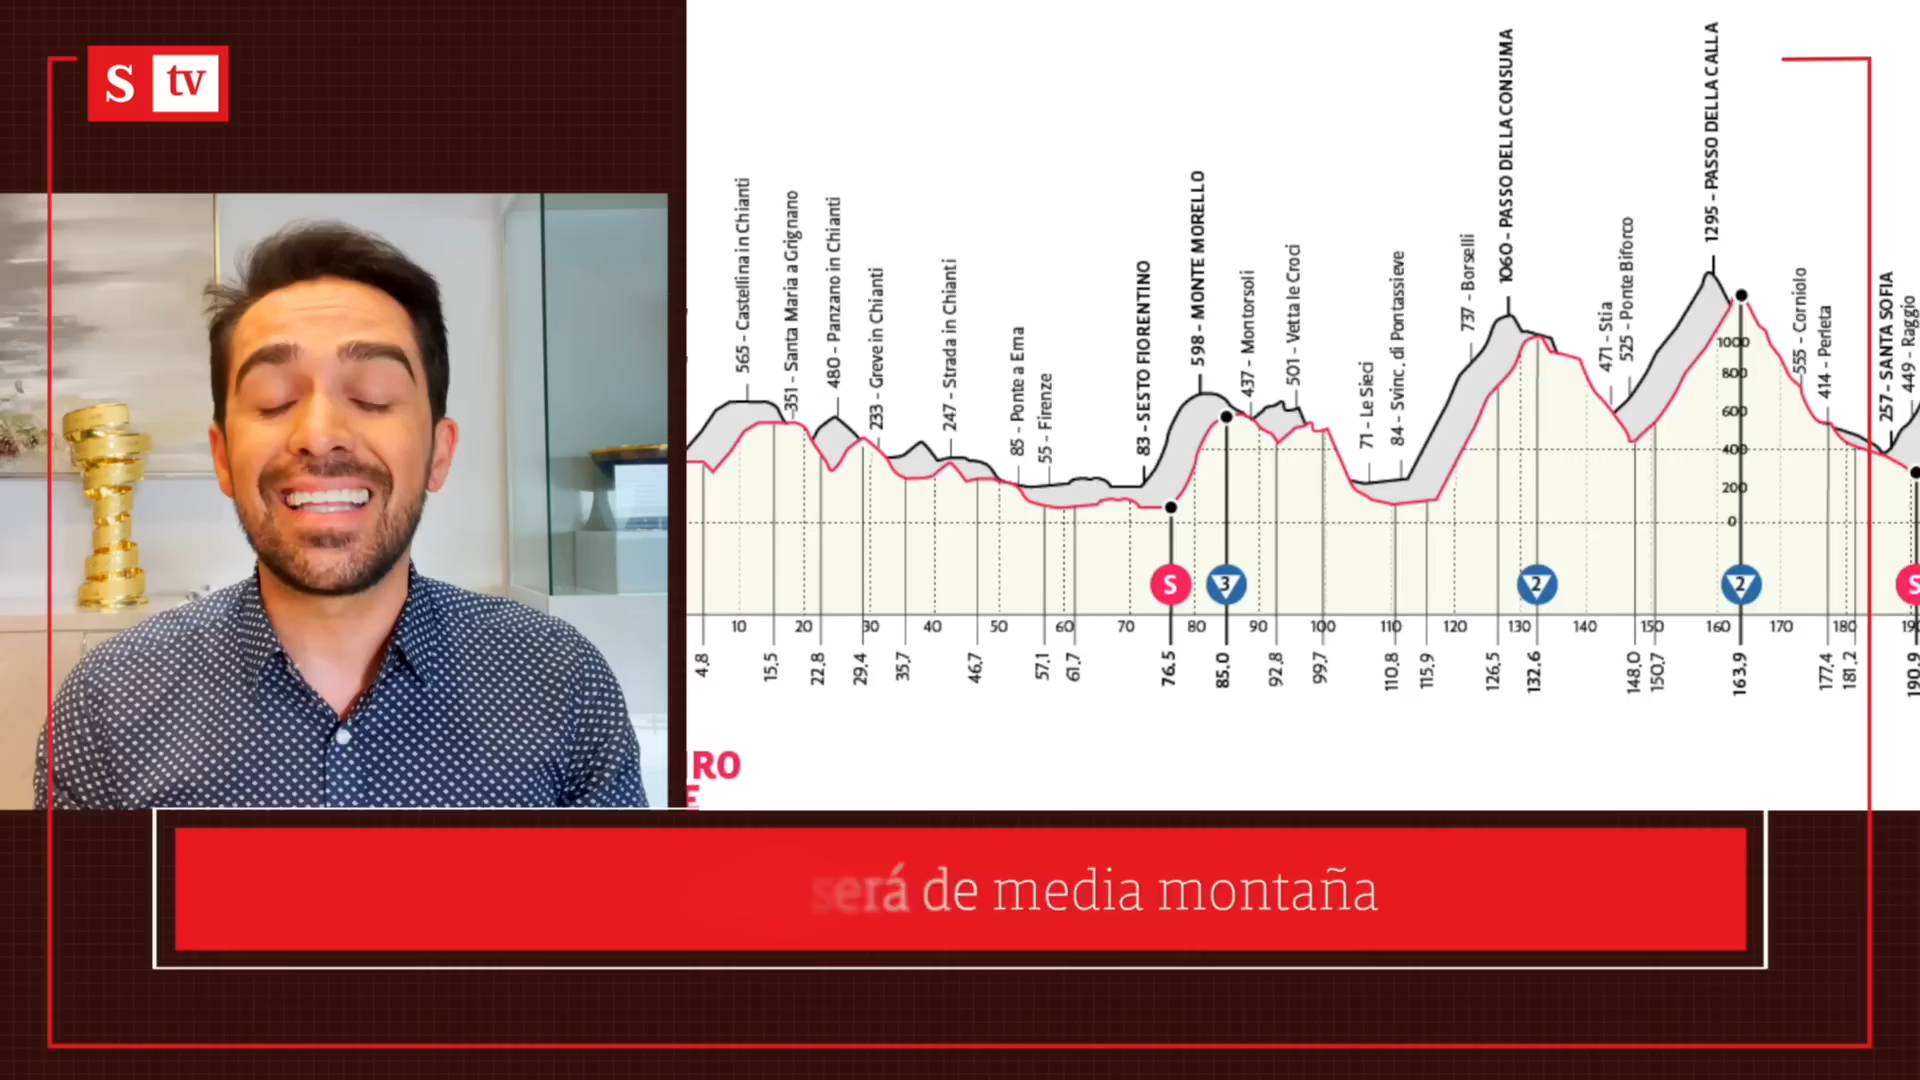 S tv
565 - Castellina in Chianti
351 - Santa Maria a Grignano
480 - Panzano in Chianti
233 - Greve in Chianti
247 - Strada in Chianti
85 - Ponte a Ema
55 - Firenze
83 - SESTO FIORENTINO
598 - MONTE MORELLO
437 - Montorsoli
501 - Vetta le Croci
71 - Le Sieci
84 - Svinc. di Pontassieve
737 - Borselli
1060 - PASSO DELLA CONSUMA
471 - Stia
525 - Ponte Biforco
1295 - PASSO DELLA CALLA
555 - Corniolo
414 - Perleta
257 - SANTA SOFIA
449 - Raggio
1000
800
600
400
200
0
S 3 2 2 S
10 20 30 40 50 60 70 80 90 100 110 120 130 140 150 160 170 180 190
4,8 15,5 22,8 29,4 35,7 46,7 57,1 61,7 76.5 85.0 92,8 99,7 110,8 115,9 126,5 132.6 148,0 150,7 163.9 177,4 181,2 190.9
RO
E
será de media montaña